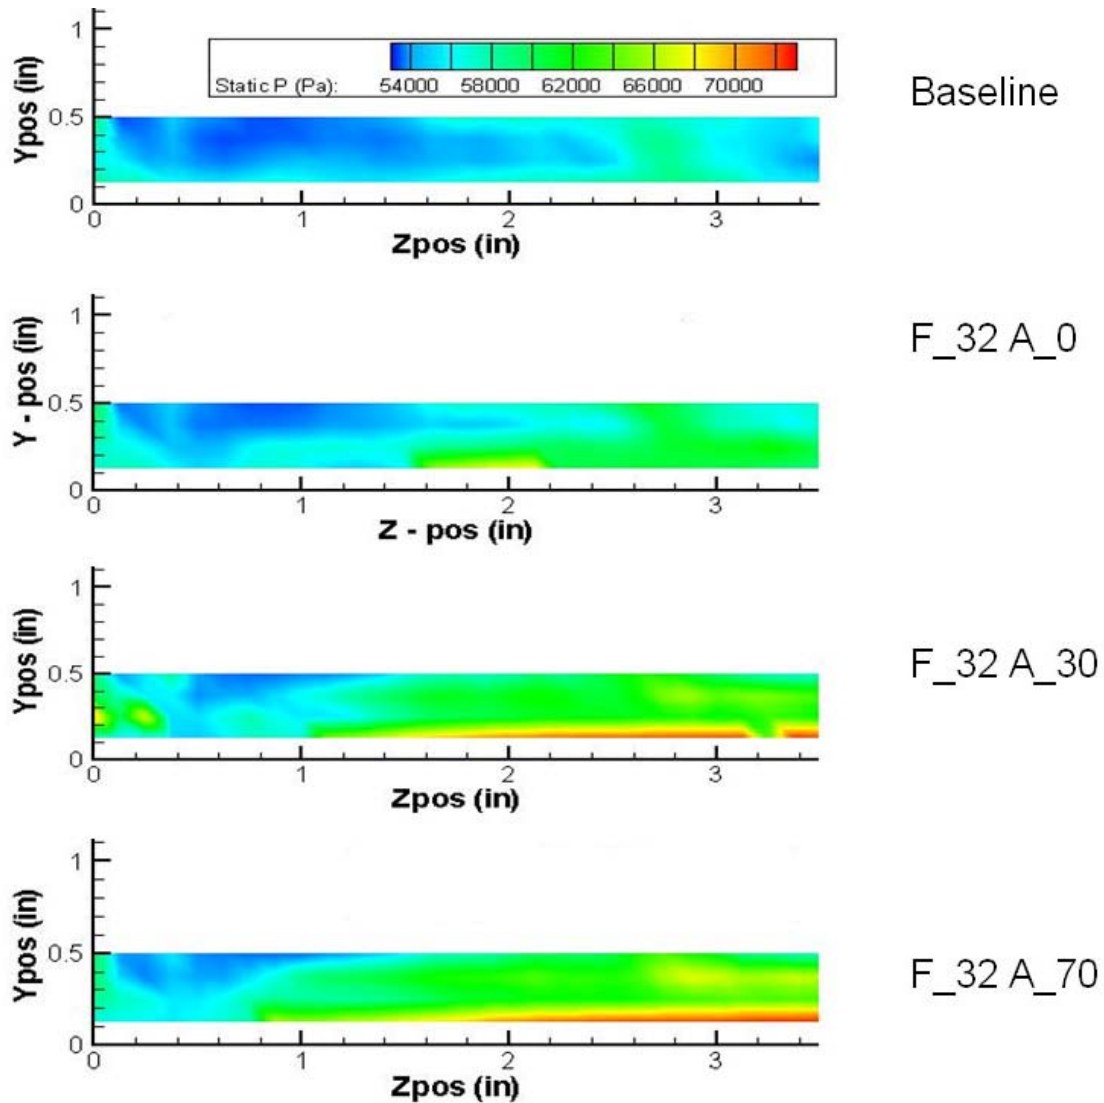 1
Static P (Pa): 54000 58000 62000 66000 70000
Baseline
Ypos (in)
0.5
0
0 1 2 3
Zpos (in)
1
F_32 A_0
Y - pos (in)
0.5
0
0 1 2 3
Z - pos (in)
1
F_32 A_30
Ypos (in)
0.5
0
0 1 2 3
Zpos (in)
1
F_32 A_70
Ypos (in)
0.5
0
0 1 2 3
Zpos (in)